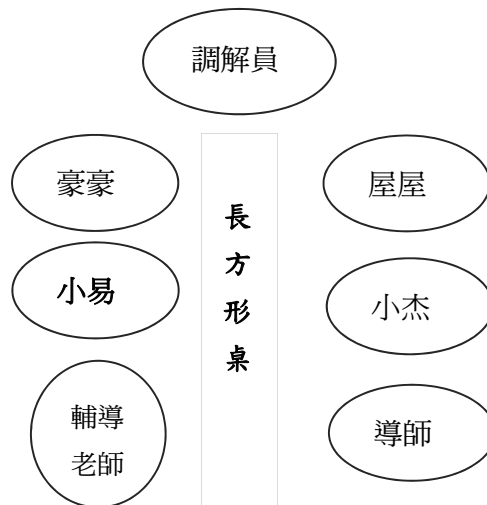 調解員
豪豪
屋屋
長
方
形
桌
小易
小杰
輔導
老師
導師